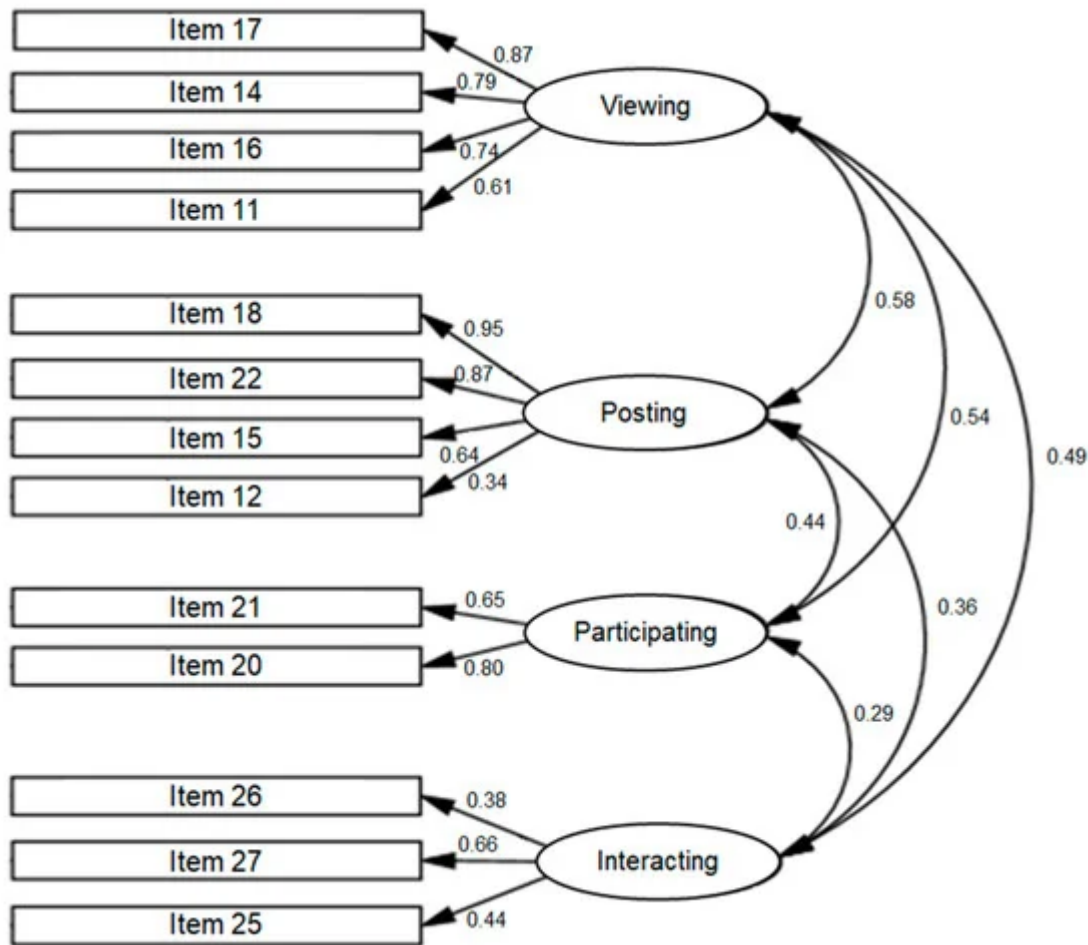 Item 17
0.87
Item 14
0.79
Viewing
Item 16
0.74
Item 11
0.61
Item 18
0.58
0.95
Item 22
0.87
Posting
0.54
Item 15
0.64
0.49
Item 12
0.34
0.44
Item 21
0.65
0.36
Participating
Item 20
0.80
0.29
Item 26
0.38
Item 27
0.66
Interacting
Item 25
0.44